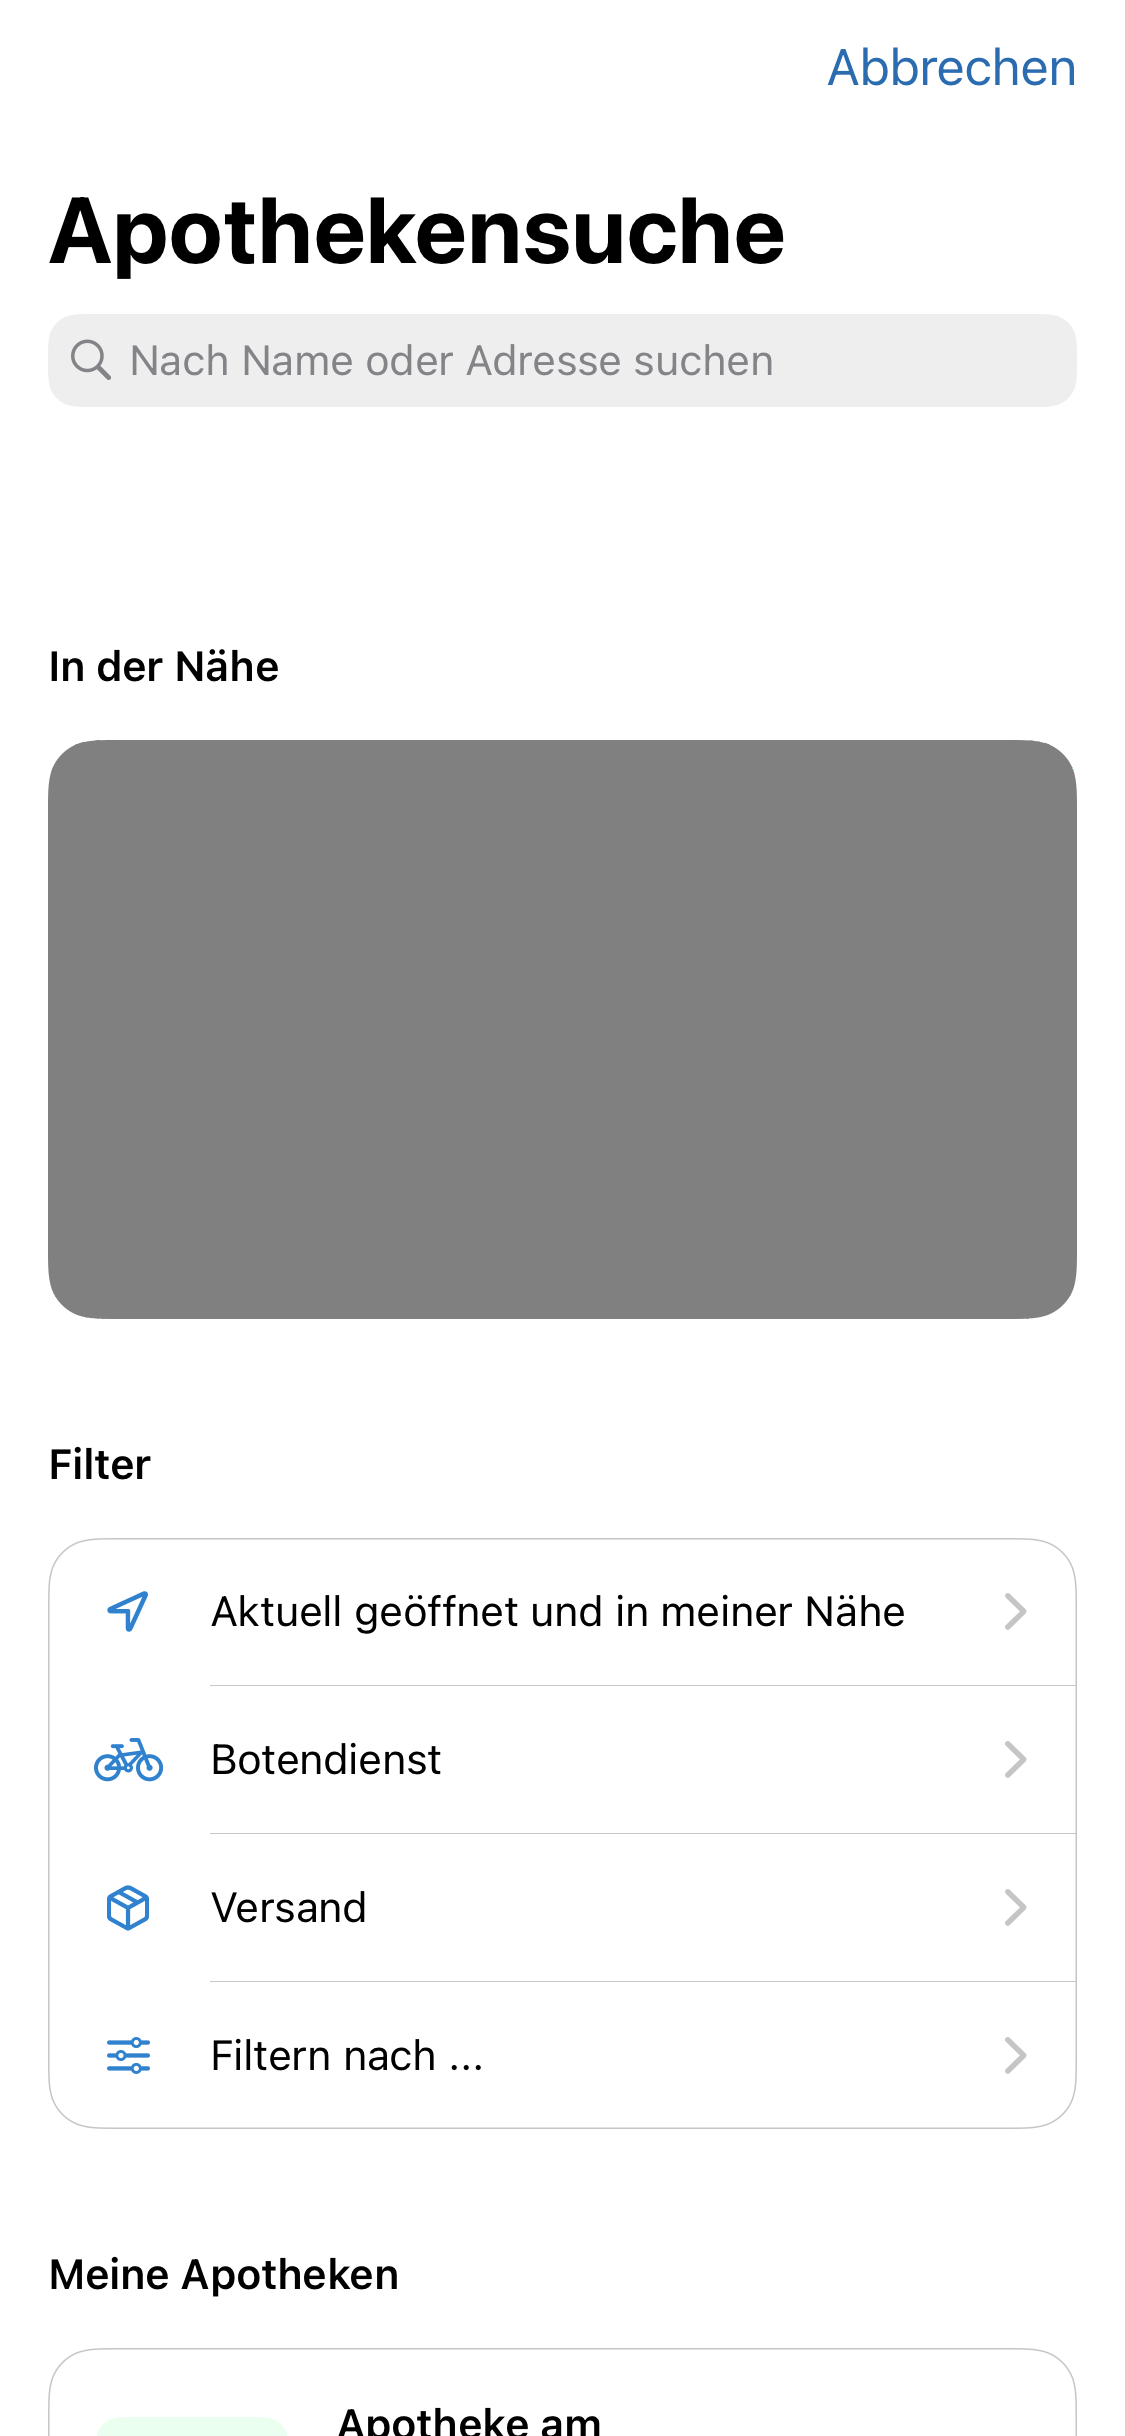 Abbrechen
Apothekensuche
Nach Name oder Adresse suchen
In der Nähe
Filter
Aktuell geöffnet und in meiner Nähe
Botendienst
Versand
Filtern nach ...
Meine Apotheken
Apotheke am